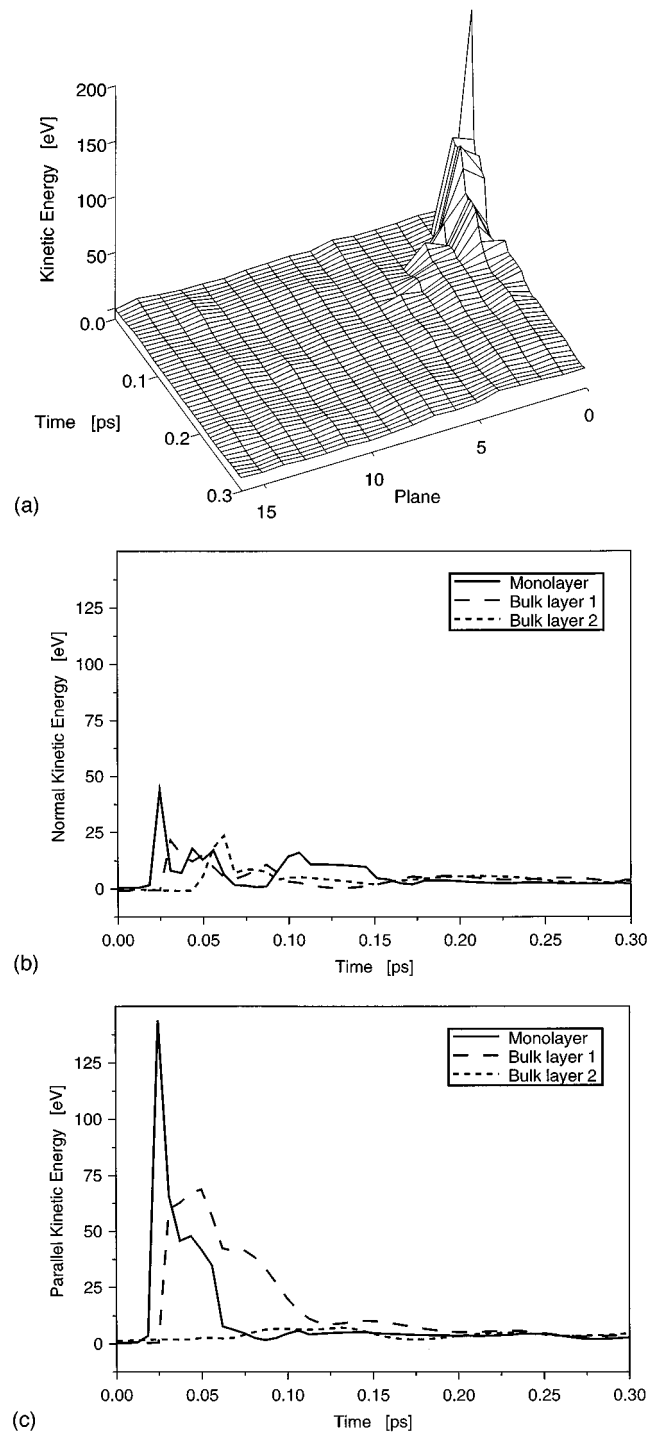 200
150
100
50
0
Kinetic Energy [eV]
0.0
0.1
0.2
0.3
Time [ps]
15
10
5
0
Plane
(a)
Monolayer
Bulk layer 1
Bulk layer 2
125
100
75
50
25
0
Normal Kinetic Energy [eV]
0.00 0.05 0.10 0.15 0.20 0.25 0.30
Time [ps]
(b)
Monolayer
Bulk layer 1
Bulk layer 2
125
100
75
50
25
0
Parallel Kinetic Energy [eV]
0.00 0.05 0.10 0.15 0.20 0.25 0.30
Time [ps]
(c)